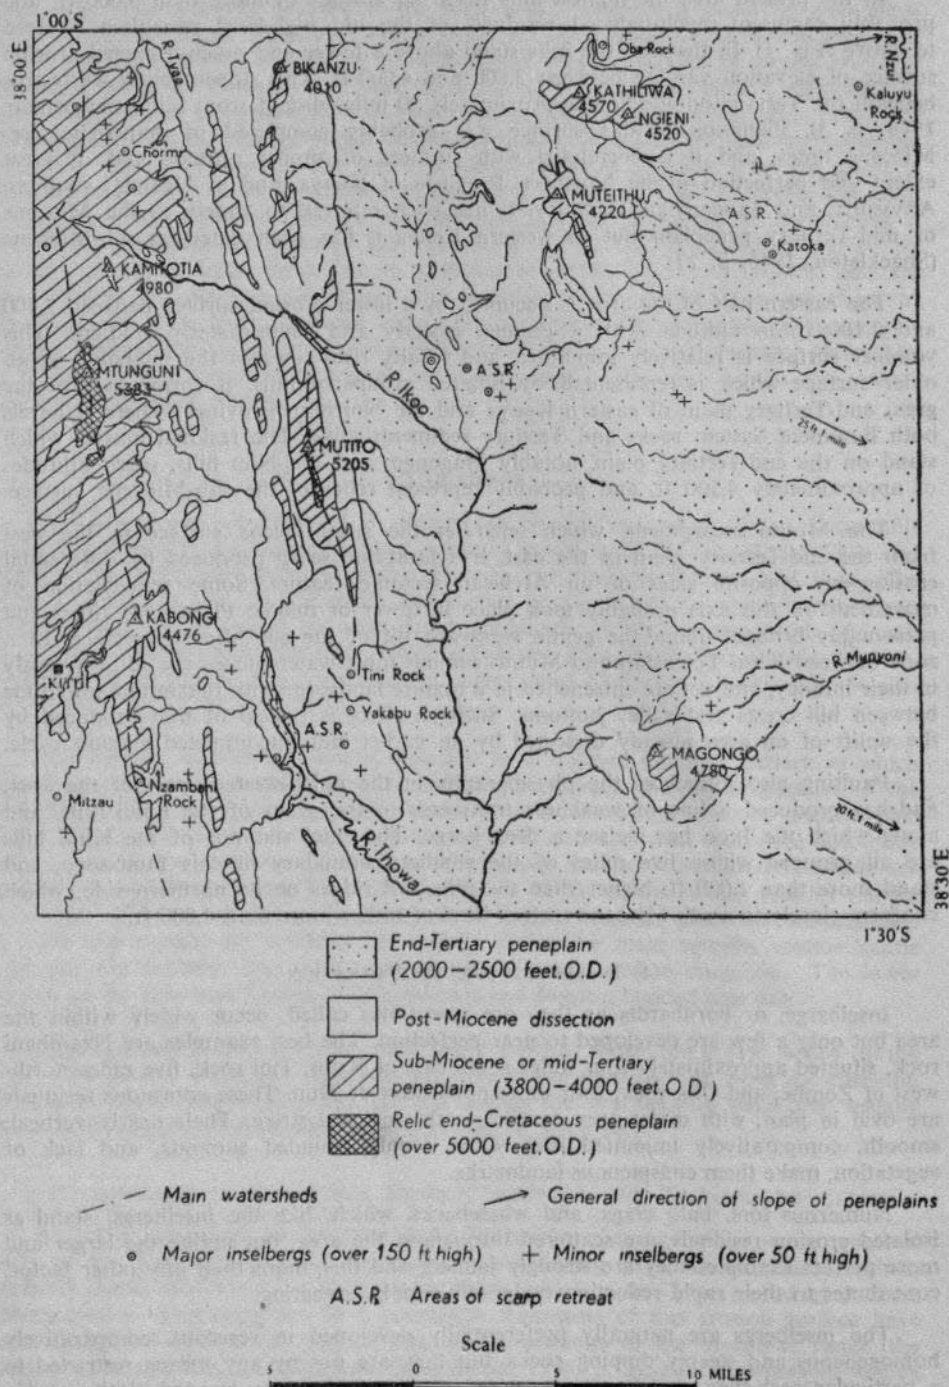 1°00 S
38°00' E
R. Tyaa
BIKANZU
4010
Oba Rock
R. Nzui
KATHILIWA
4570
NGIENI
4520
Kaluyu
Rock
Chormi
MUTEITHU
4220
A.S.R.
Katoka
KAMITOTIA
4980
MTUNGUNI
5383
R. Ikoo
A.S.R.
25 ft. 1 mile
MUTITO
5205
KABONGI
4476
KITUI
Tini Rock
R. Munyoni
Yakabu Rock
A.S.R.
MAGONGO
4780
Nzambani
Rock
Mitzau
R. Thowa
20 ft. 1 mile
38°30'E
1°30'S
End-Tertiary peneplain
(2000-2500 feet, O.D.)
Post-Miocene dissection
Sub-Miocene or mid-Tertiary
peneplain (3800-4000 feet, O.D.)
Relic end-Cretaceous peneplain
(over 5000 feet, O.D.)
Main watersheds
General direction of slope of peneplains
Major inselbergs (over 150 ft high)
Minor inselbergs (over 50 ft high)
A.S.R. Areas of scarp retreat
Scale
5 0 5 10 MILES